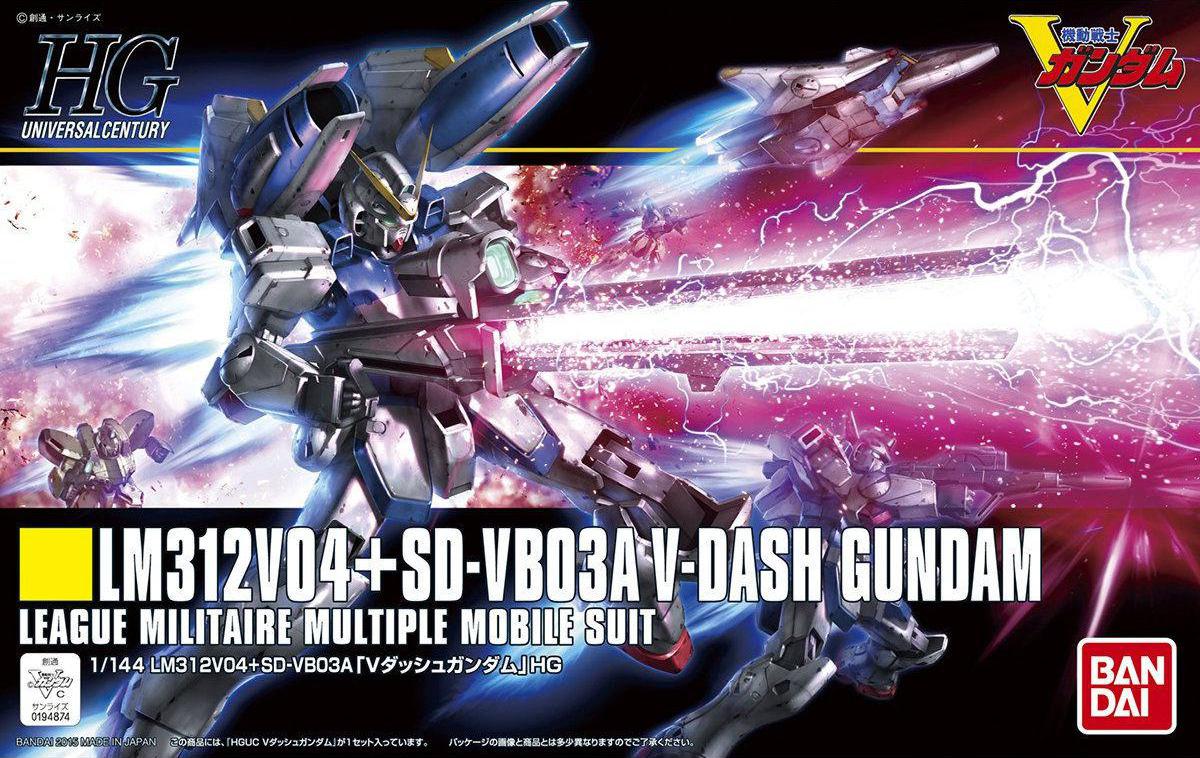 ©創通・サンライズ
HG
UNIVERSAL CENTURY
機動戦士
V
ガンダム
LM312V04+SD-VB03A V-DASH GUNDAM
LEAGUE MILITAIRE MULTIPLE MOBILE SUIT
1/144 LM312V04+SD-VB03A「Vダッシュガンダム」HG
創通
C
サンライズ
0194874
BAN
DAI
BANDAI 2015 MADE IN JAPAN
この商品には、「HGUC Vダッシュガンダム」が1セット入っています。
パッケージの画像と商品とは多少異なりますのでご了承ください。